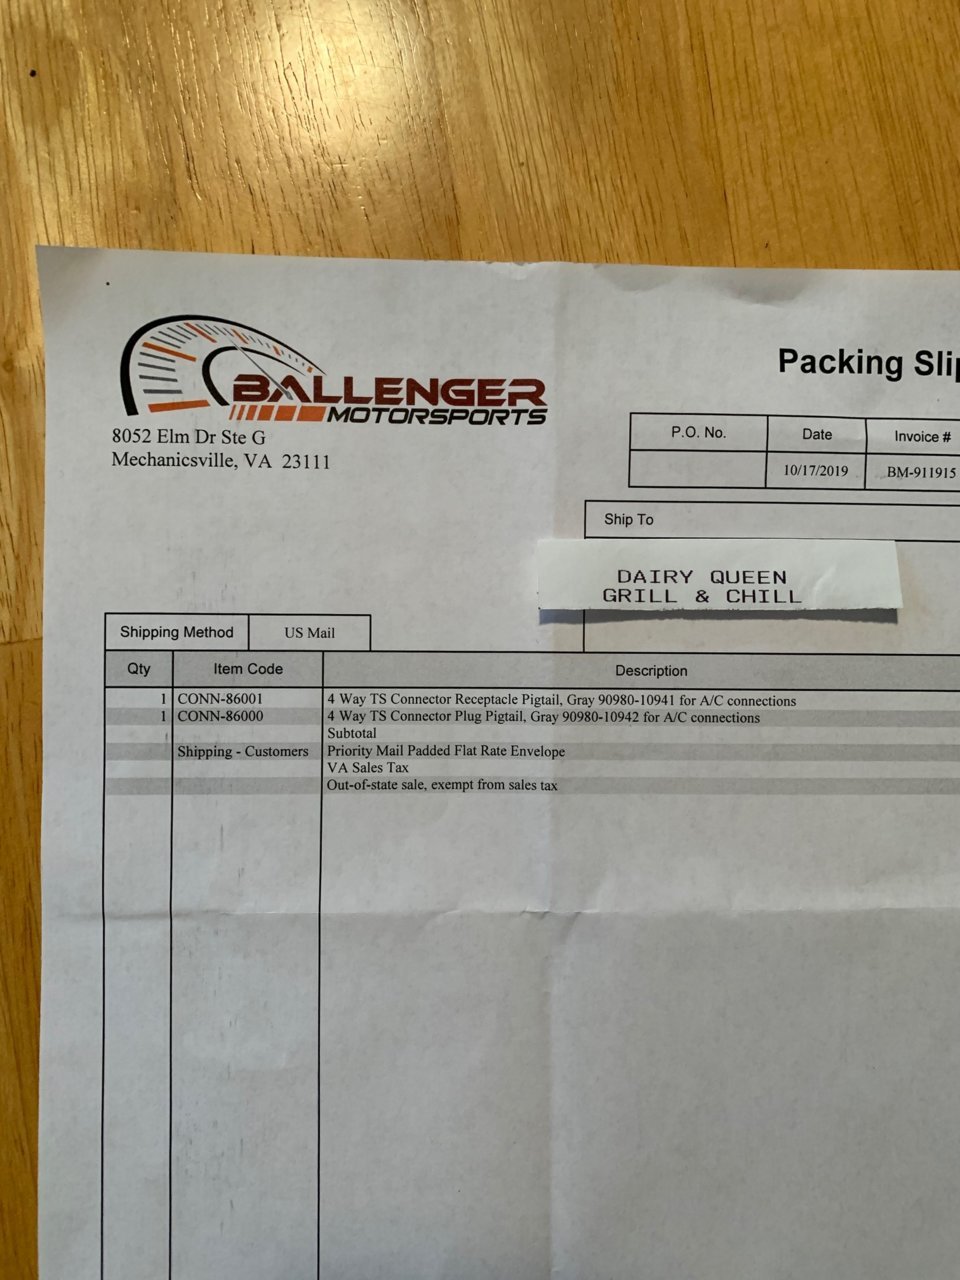 BALLENGER
MOTORSPORTS
8052 Elm Dr Ste G
Mechanicsville, VA 23111
Packing Slip
P.O. No. Date Invoice #
10/17/2019 BM-911915
Ship To
DAIRY QUEEN
GRILL & CHILL
Shipping Method US Mail
Qty Item Code Description
1 CONN-86001 4 Way TS Connector Receptacle Pigtail, Gray 90980-10941 for A/C connections
1 CONN-86000 4 Way TS Connector Plug Pigtail, Gray 90980-10942 for A/C connections
Subtotal
Shipping - Customers Priority Mail Padded Flat Rate Envelope
VA Sales Tax
Out-of-state sale, exempt from sales tax